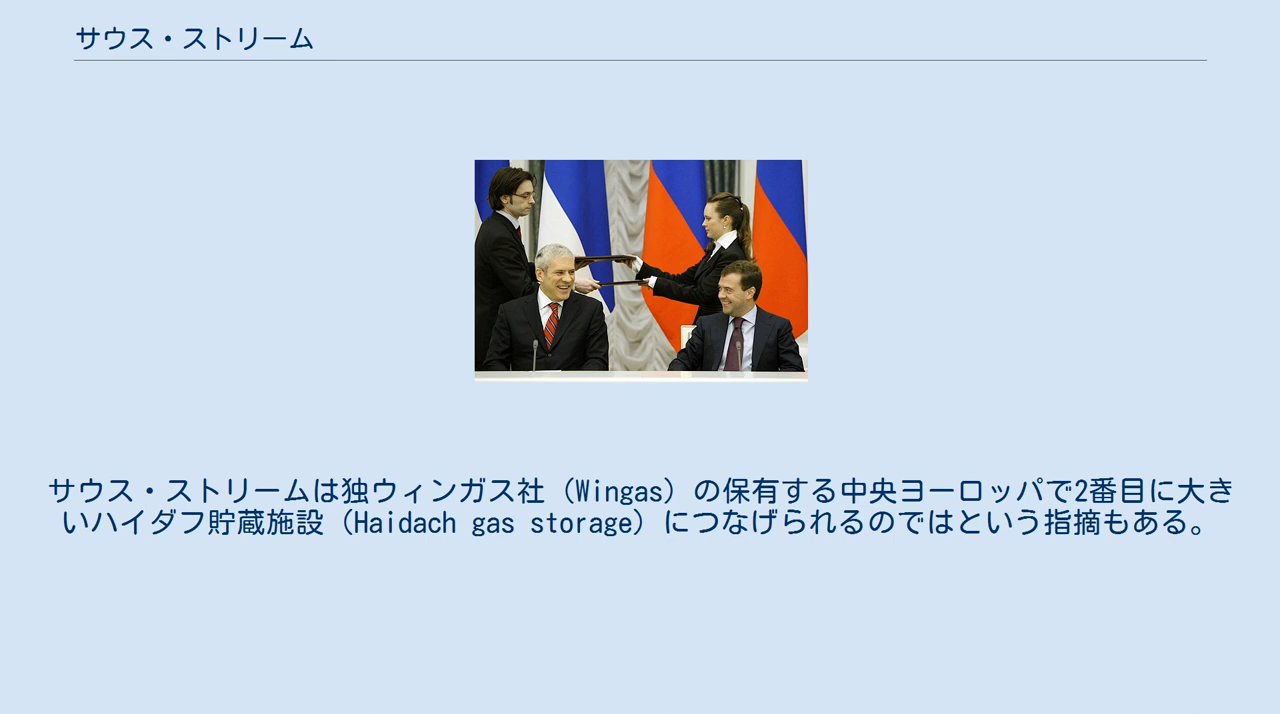 サウス・ストリーム
サウス・ストリームは独ウィンガス社（Wingas）の保有する中央ヨーロッパで2番目に大き
いハイダフ貯蔵施設（Haidach gas storage）につなげられるのではという指摘もある。